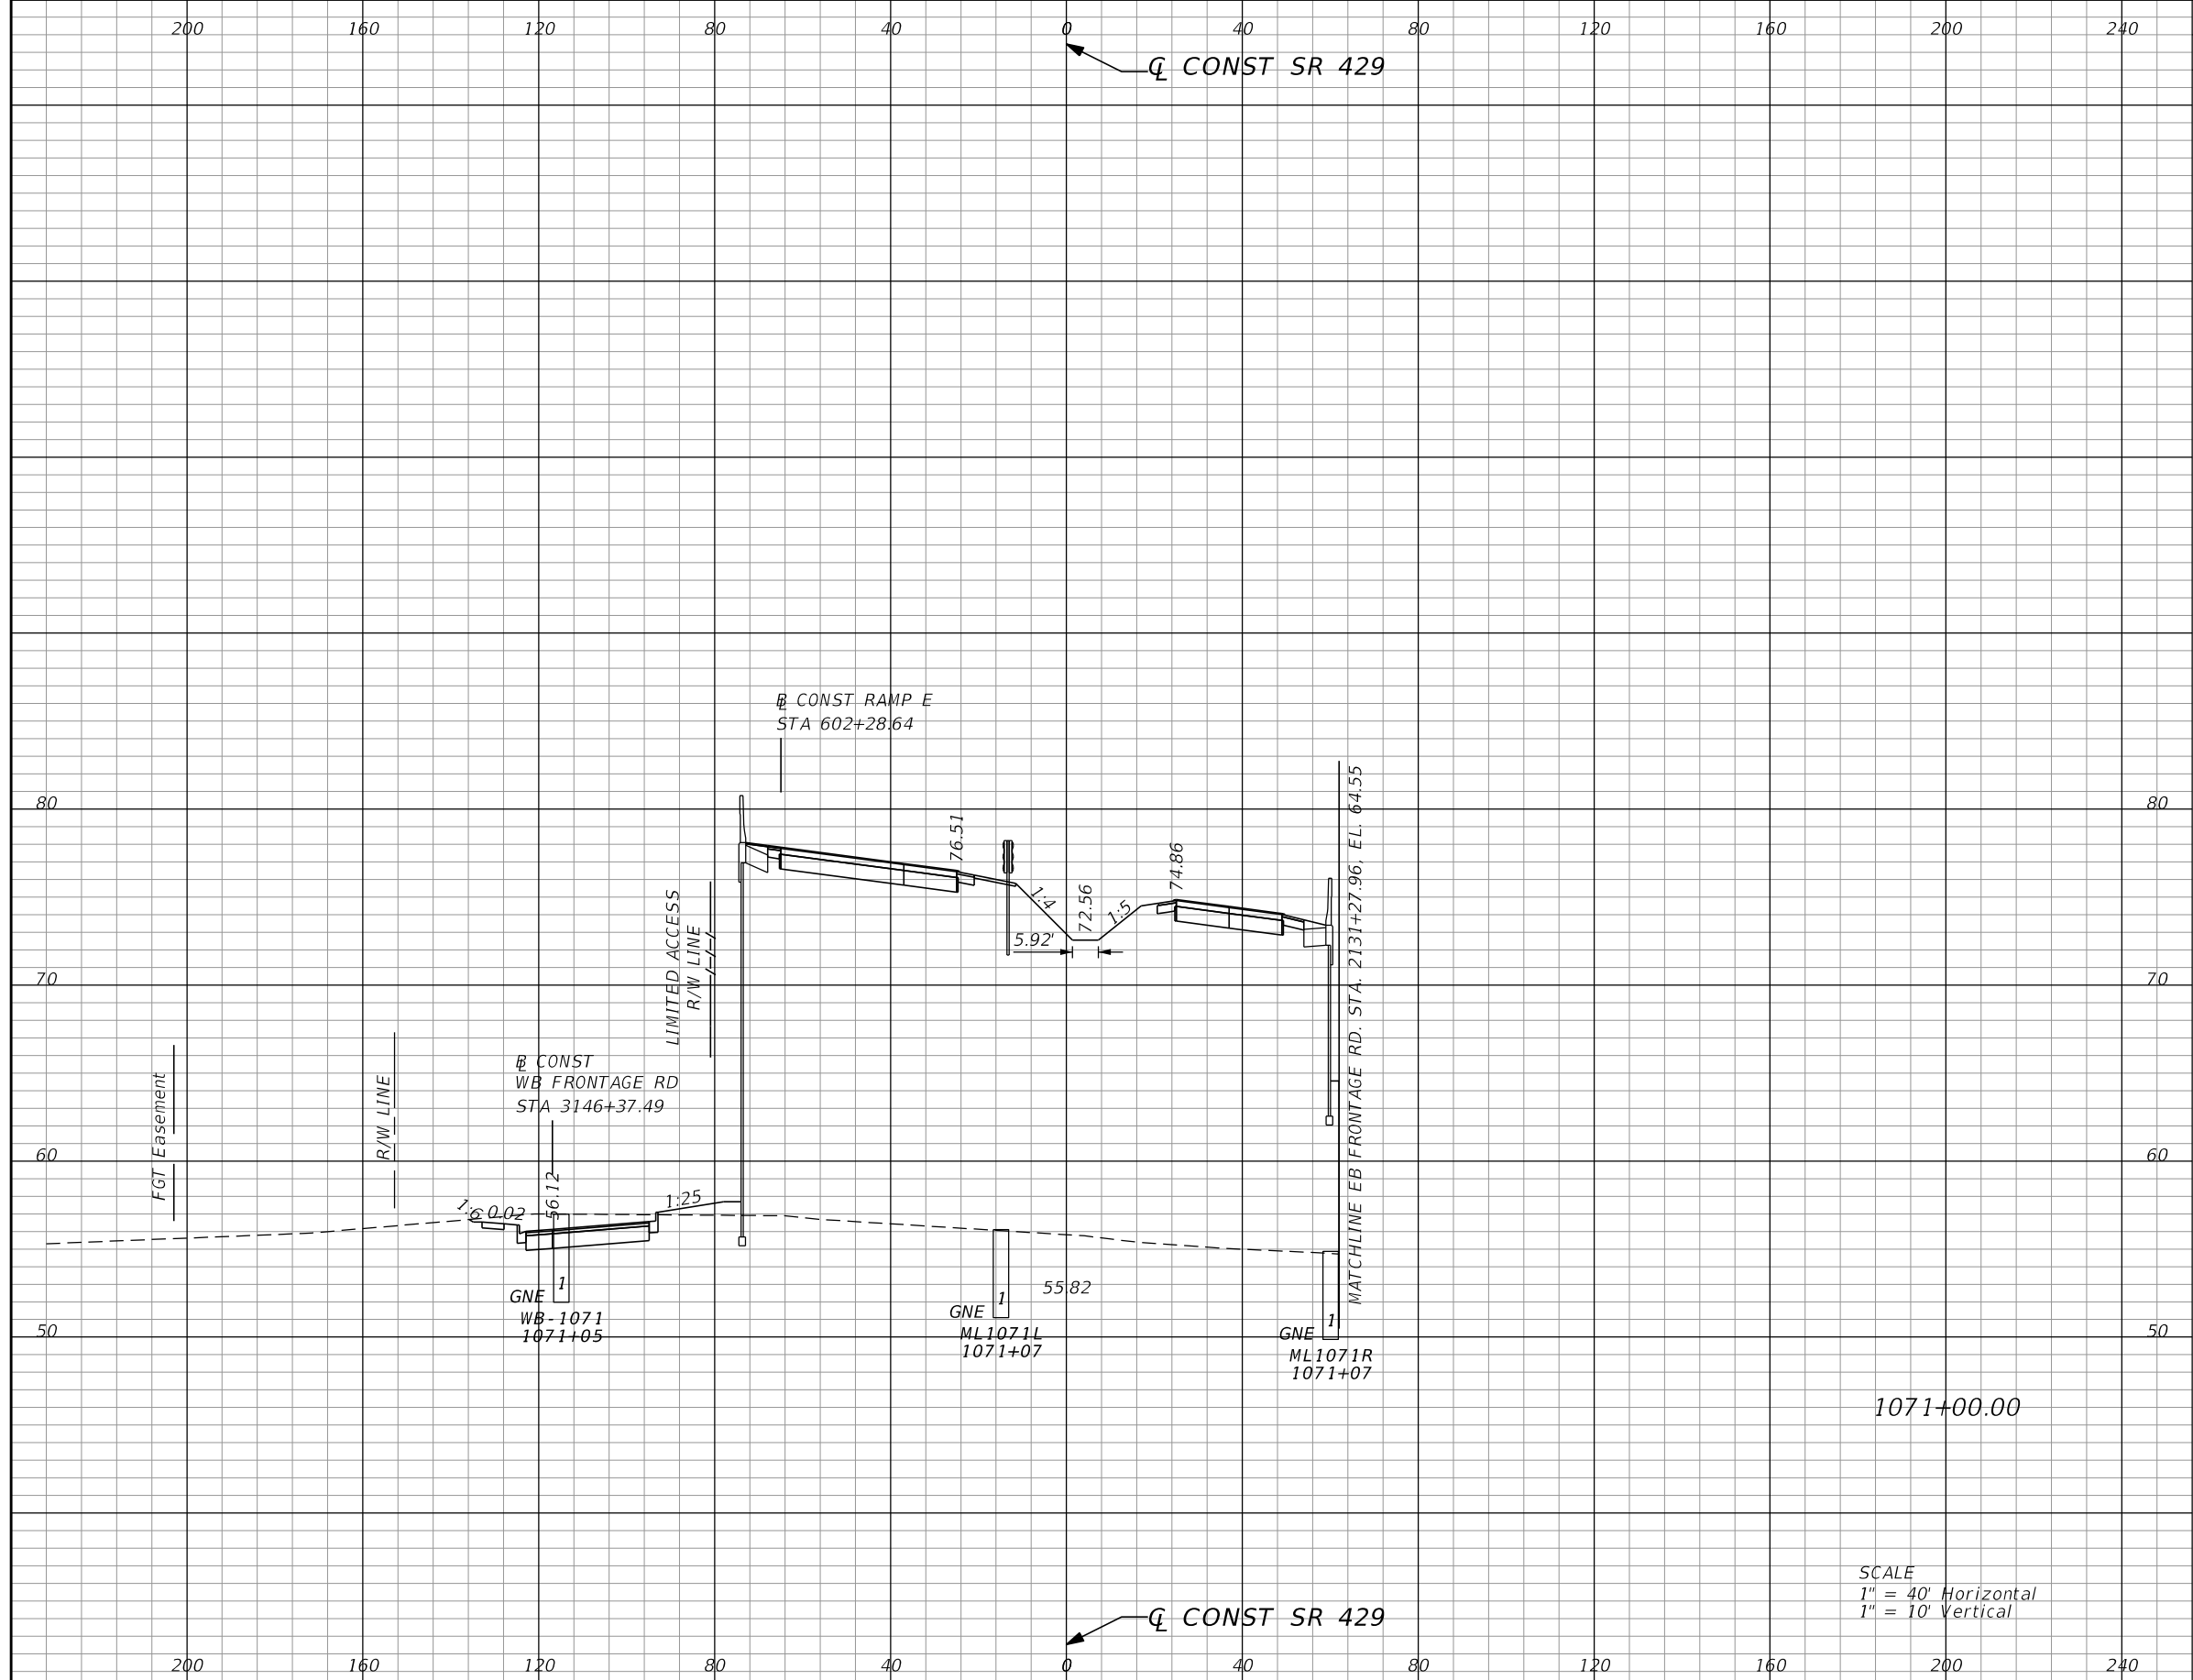 200 160 120 80 40 0 40 80 120 160 200 240
℄ CONST SR 429
℄ CONST RAMP E
STA 602+28.64
80 80
76.51
74.86
72.56
1:4
1:5
5.92'
LIMITED ACCESS
R/W LINE
MATCHLINE EB FRONTAGE RD. STA. 2131+27.96, EL. 64.55
70 70
FGT Easement
R/W LINE
BL CONST
WB FRONTAGE RD
STA 3146+37.49
60 60
56.12
1:6
0.02
1:25
1
GNE
WB-1071
1071+05
1
GNE
ML1071L
1071+07
55.82
1
GNE
ML1071R
1071+07
50 50
1071+00.00
SCALE
1" = 40' Horizontal
1" = 10' Vertical
℄ CONST SR 429
200 160 120 80 40 0 40 80 120 160 200 240